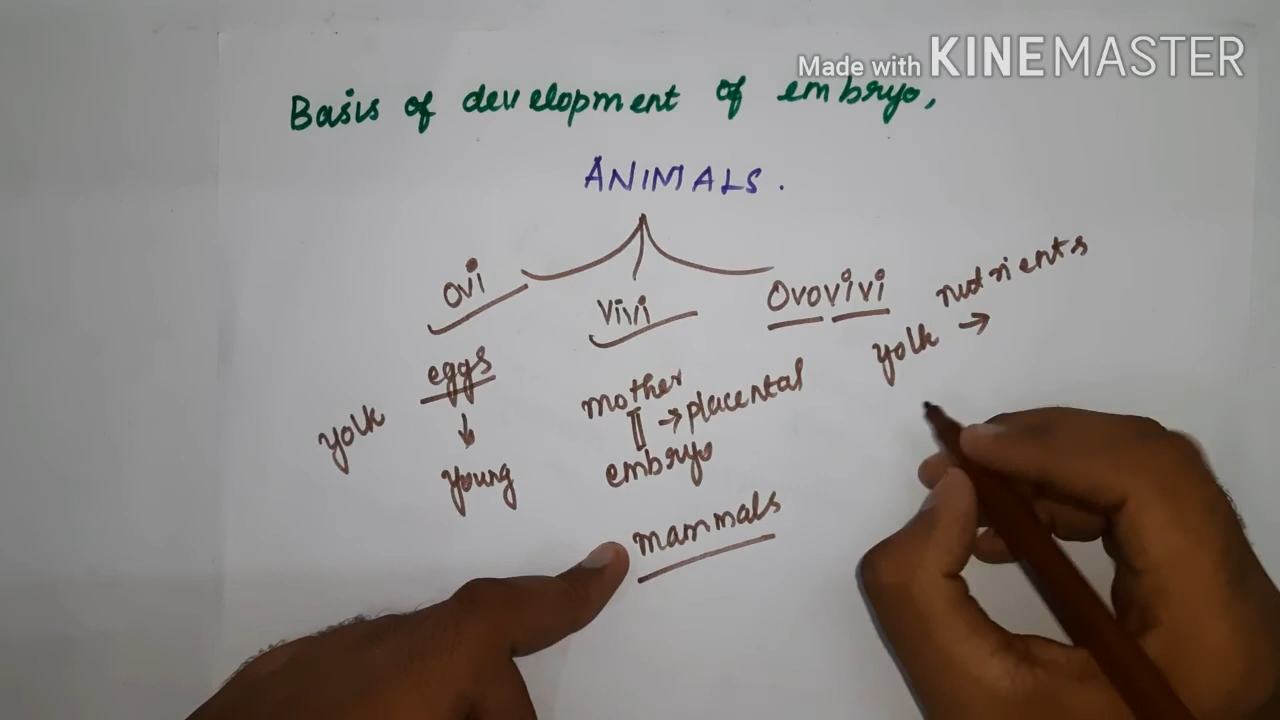 Made with KINEMASTER
Basis of development of embryo,
ANIMALS.
ovi
vivi
Ovovivi
eggs
yolk
young
mother
→ placental
embryo
mammals
yolk → nutrients